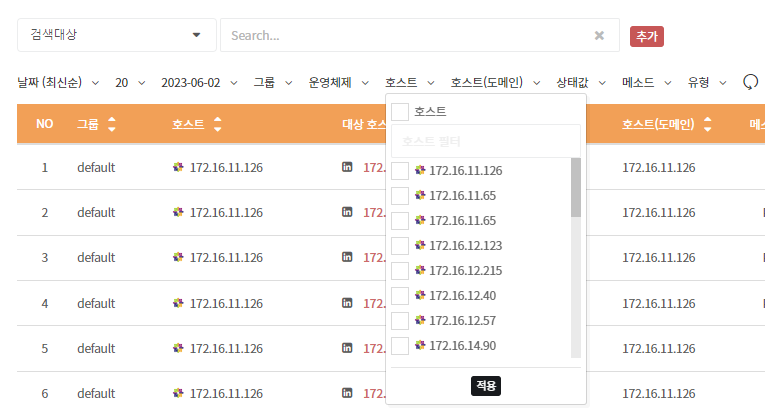 검색대상
Search...
추가
날짜 (최신순) 20 2023-06-02 그룹 운영체제 호스트 호스트(도메인) 상태값 메소드 유형
NO 그룹 호스트 대상 호스 호스트(도메인)
1 default 172.16.11.126 172. 172.16.11.126
2 default 172.16.11.126 172. 172.16.11.126
3 default 172.16.11.126 172. 172.16.11.126
4 default 172.16.11.126 172. 172.16.11.126
5 default 172.16.11.126 172. 172.16.11.126
6 default 172.16.11.126 172. 172.16.11.126
호스트
호스트 필터
172.16.11.126
172.16.11.65
172.16.11.65
172.16.12.123
172.16.12.215
172.16.12.40
172.16.12.57
172.16.14.90
적용